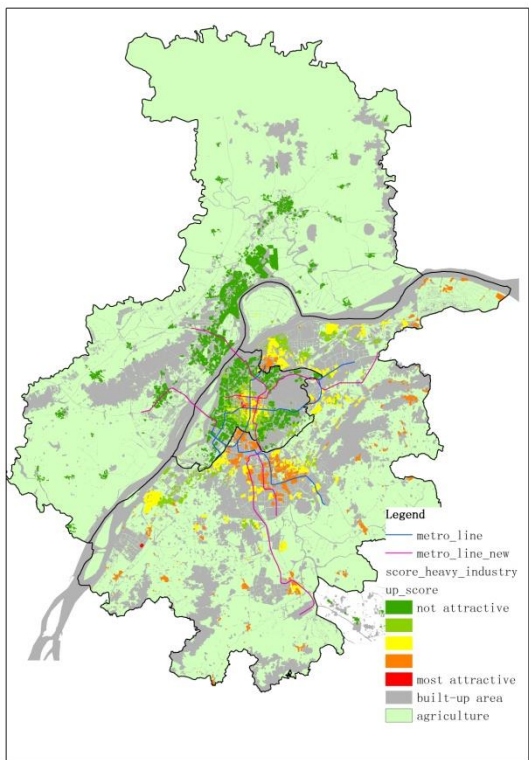 Legend
metro_line
metro_line_new
score_heavy_industry
up_score
not attractive
most attractive
built-up area
agriculture